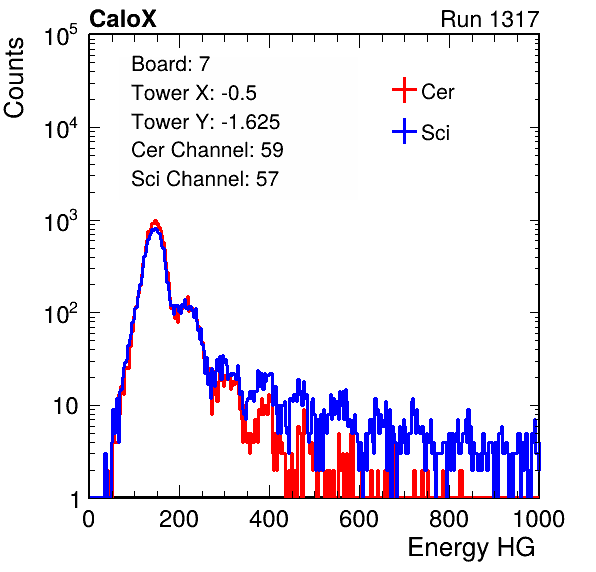 CaloX Run 1317
Counts
10^5
10^4
10^3
10^2
10
1
Board: 7
Tower X: -0.5
Tower Y: -1.625
Cer Channel: 59
Sci Channel: 57
Cer
Sci
0 200 400 600 800 1000
Energy HG